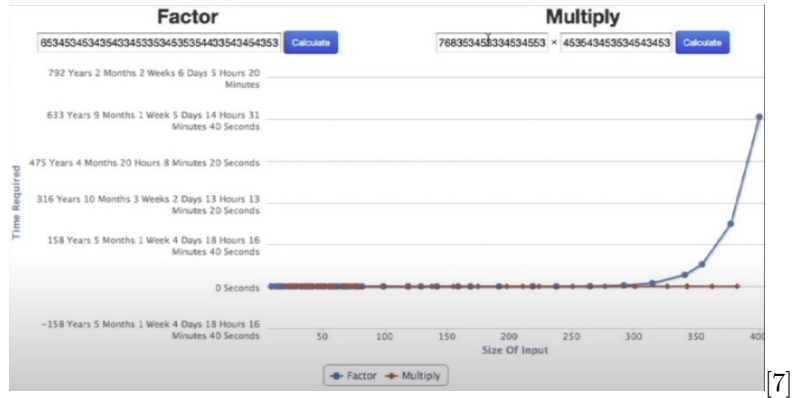 Factor
Multiply
653453453435433453353453535443354345​4353 Calculate
768353453334534553 × 453543453534543453 Calculate
792 Years 2 Months 2 Weeks 6 Days 5 Hours 20
Minutes
633 Years 9 Months 1 Week 5 Days 14 Hours 31
Minutes 40 Seconds
475 Years 4 Months 20 Hours 8 Minutes 20 Seconds
316 Years 10 Months 3 Weeks 2 Days 13 Hours 13
Minutes 20 Seconds
158 Years 5 Months 1 Week 4 Days 18 Hours 16
Minutes 40 Seconds
0 Seconds
-158 Years 5 Months 1 Week 4 Days 18 Hours 16
Minutes 40 Seconds
Time Required
50 100 150 200 250 300 350 400
Size Of Input
Factor Multiply
[7]